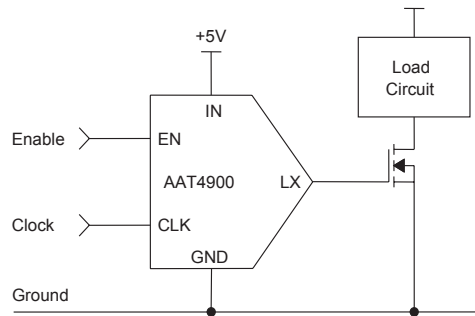 +5V
Load
Circuit
IN
Enable
EN
AAT4900
LX
Clock
CLK
GND
Ground